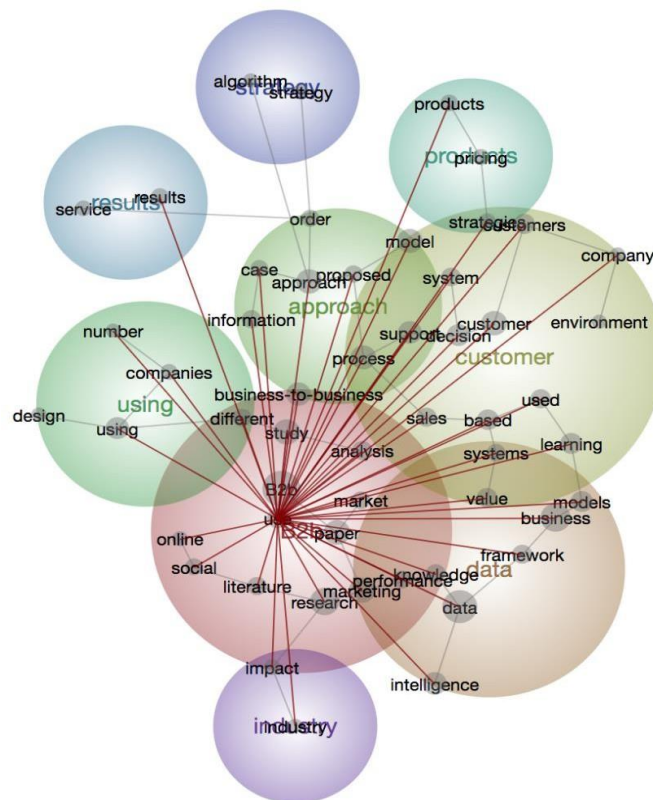 algorithm
strategy
strategy
products
products
pricing
results
results
service
order
strategies
customers
model
company
case
proposed
system
approach
approach
information
number
support
customer
decision
environment
customer
process
companies
using
business-to-business
used
design
different
sales
based
using
study
analysis
systems
learning
B2b
market
value
models
use
business
B2b
paper
online
framework
data
social
knowledge
performance
literature
marketing
research
data
impact
intelligence
industry
industry